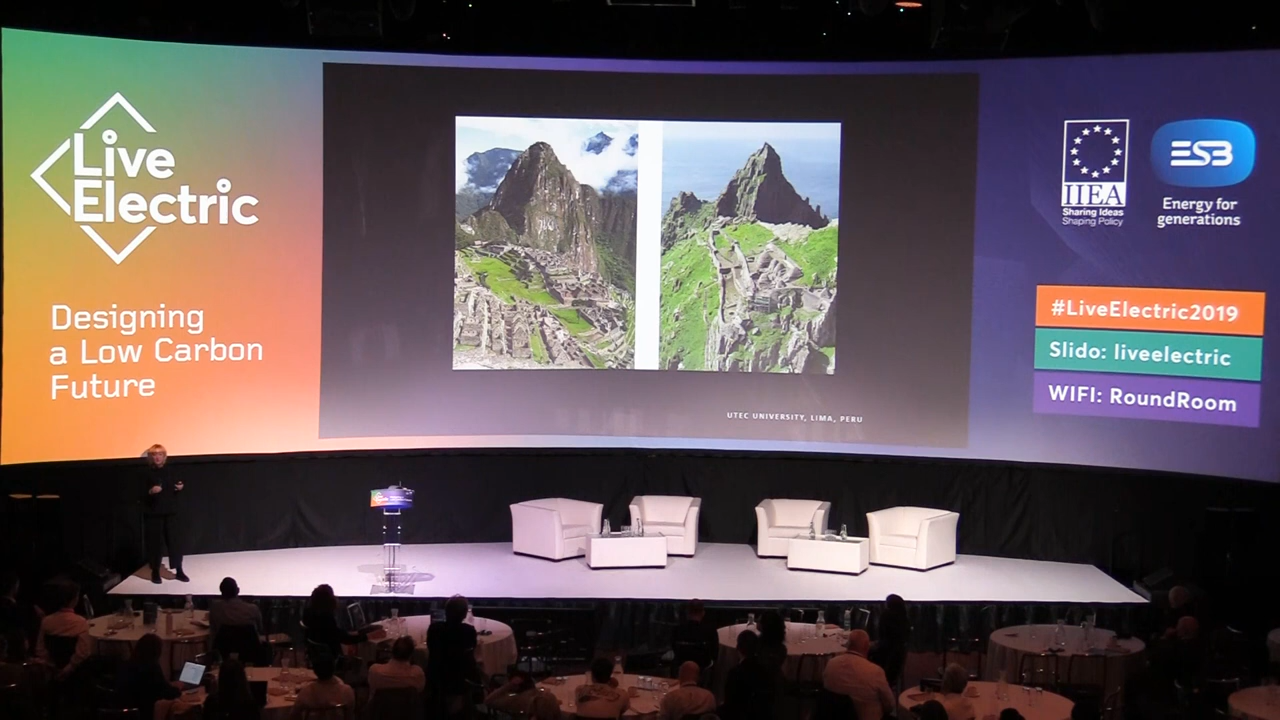 Live
Electric
Designing
a Low Carbon
Future
UTEC UNIVERSITY, LIMA, PERU
IIEA
Sharing Ideas
Shaping Policy
ESB
Energy for
generations
#LiveElectric2019
Slido: liveelectric
WIFI: RoundRoom